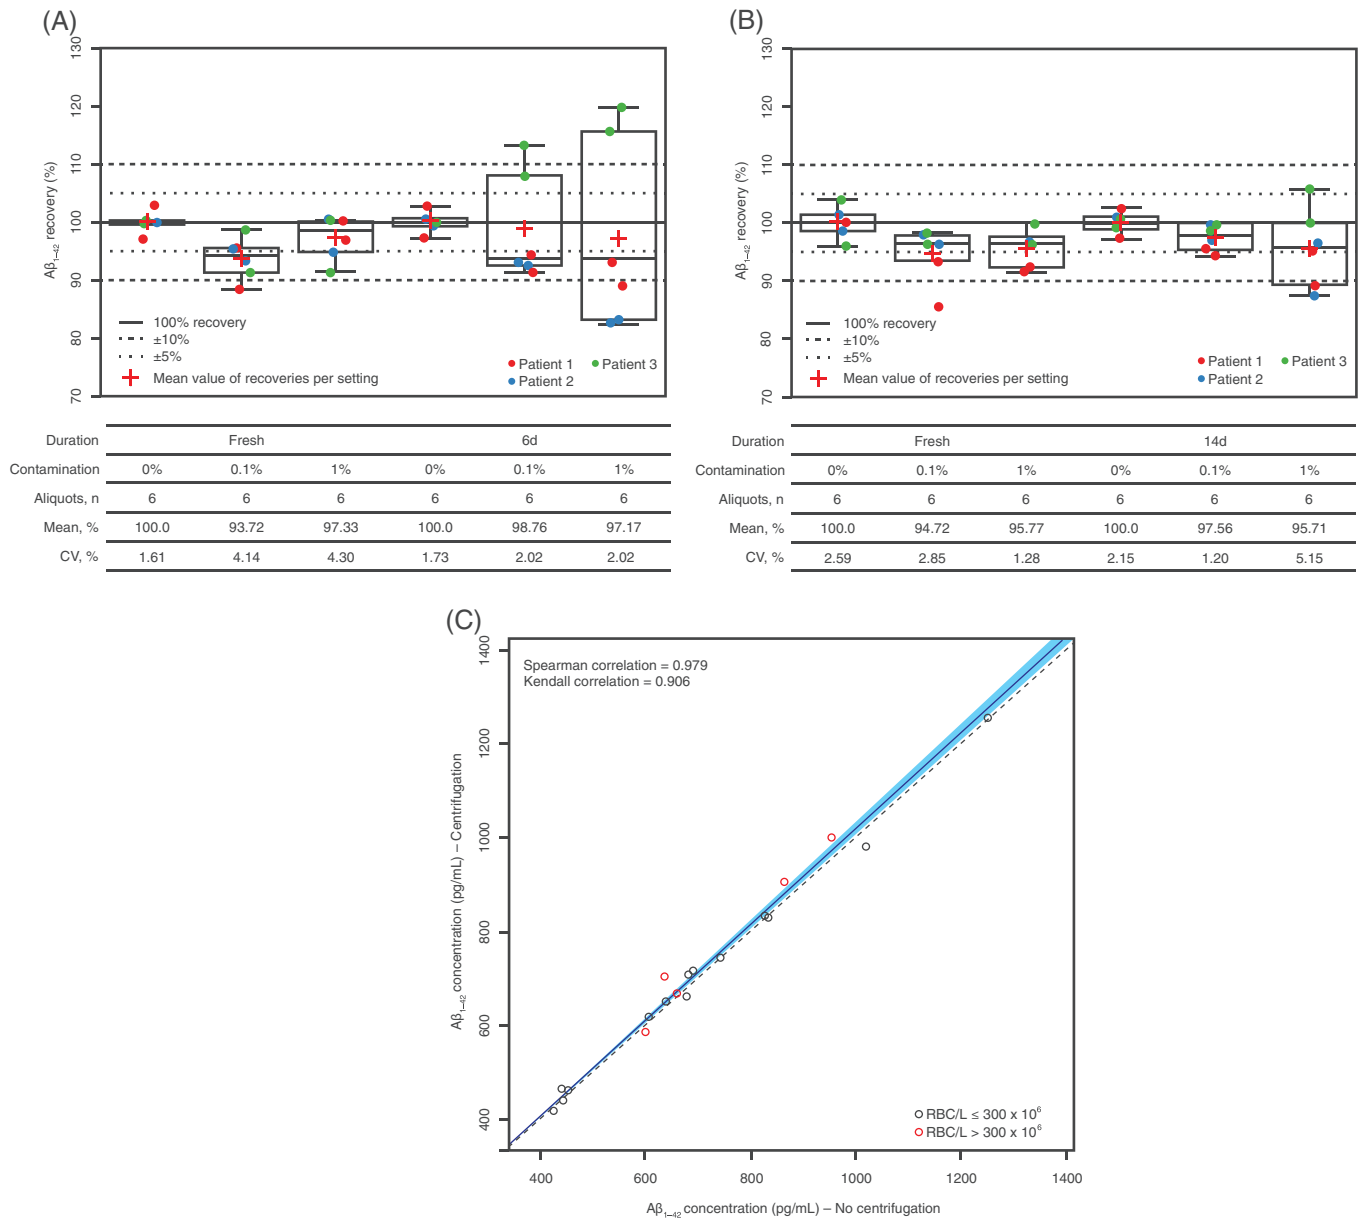 (A)
130
120
110
100
90
80
70
Aβ1–42 recovery (%)
100% recovery
±10%
±5%
Mean value of recoveries per setting
Patient 1
Patient 3
Patient 2
Duration Fresh 6d
Contamination 0% 0.1% 1% 0% 0.1% 1%
Aliquots, n 6 6 6 6 6 6
Mean, % 100.0 93.72 97.33 100.0 98.76 97.17
CV, % 1.61 4.14 4.30 1.73 2.02 2.02
(B)
130
120
110
100
90
80
70
Aβ1–42 recovery (%)
100% recovery
±10%
±5%
Mean value of recoveries per setting
Patient 1
Patient 3
Patient 2
Duration Fresh 14d
Contamination 0% 0.1% 1% 0% 0.1% 1%
Aliquots, n 6 6 6 6 6 6
Mean, % 100.0 94.72 95.77 100.0 97.56 95.71
CV, % 2.59 2.85 1.28 2.15 1.20 5.15
(C)
1400
1200
1000
800
600
400
Aβ1–42 concentration (pg/mL) – Centrifugation
Spearman correlation = 0.979
Kendall correlation = 0.906
RBC/L ≤ 300 x 10⁶
RBC/L > 300 x 10⁶
400 600 800 1000 1200 1400
Aβ1–42 concentration (pg/mL) – No centrifugation